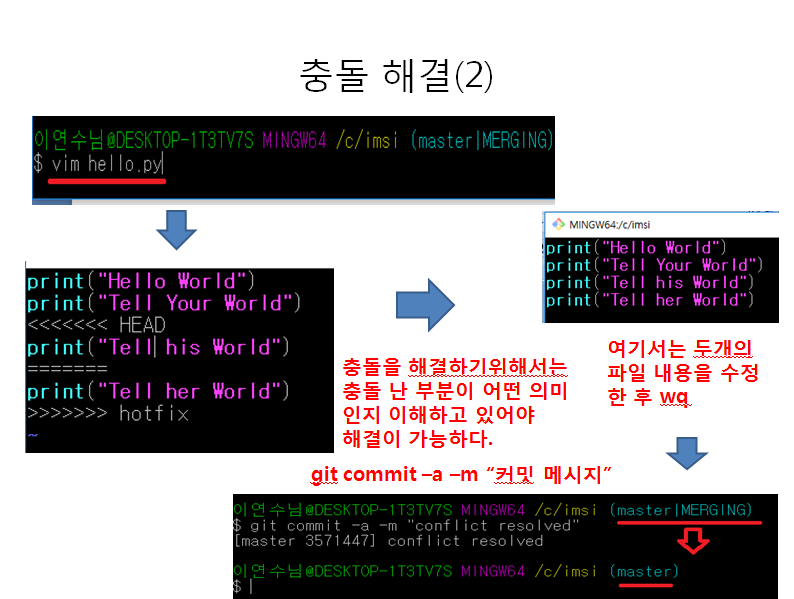 충돌 해결(2)
이연수님@DESKTOP-1T3TV7S MINGW64 /c/imsi (master|MERGING)
$ vim hello.py
print("Hello World")
print("Tell Your World")
<<<<<<< HEAD
print("Tell his World")
=======
print("Tell her World")
>>>>>>> hotfix
~
MINGW64:/c/imsi
print("Hello World")
print("Tell Your World")
print("Tell his World")
print("Tell her World")
충돌을 해결하기위해서는
충돌 난 부분이 어떤 의미
인지 이해하고 있어야
해결이 가능하다.
여기서는 두개의
파일 내용을 수정
한 후 wq
git commit –a –m “커밋 메시지”
이연수님@DESKTOP-1T3TV7S MINGW64 /c/imsi (master|MERGING)
$ git commit -a -m "conflict resolved"
[master 3571447] conflict resolved
이연수님@DESKTOP-1T3TV7S MINGW64 /c/imsi (master)
$